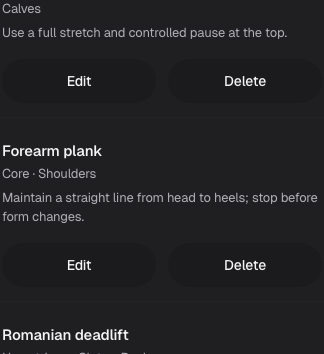 Calves
Use a full stretch and controlled pause at the top.
Edit Delete
Forearm plank
Core · Shoulders
Maintain a straight line from head to heels; stop before
form changes.
Edit Delete
Romanian deadlift